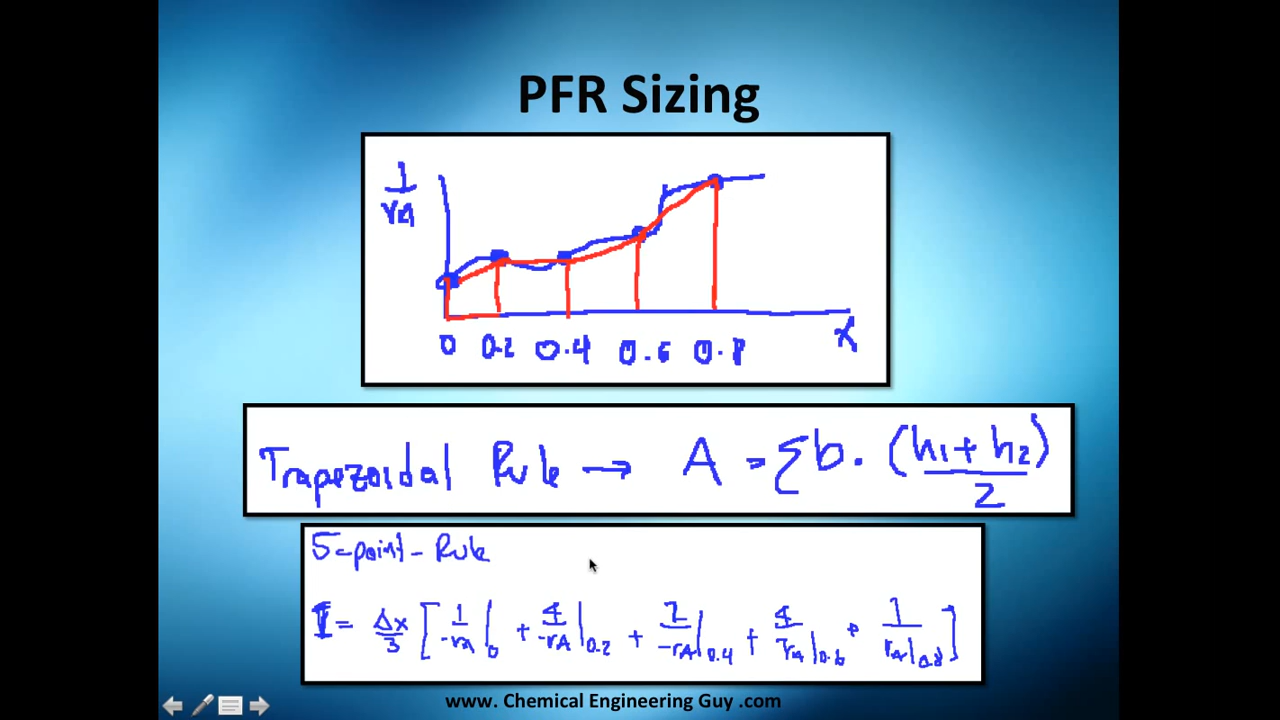 PFR Sizing
1/rA
0 0.2 0.4 0.6 0.8 X
Trapezoidal Rule → A = Σ b · (h1 + h2)/2
5-point-Rule
I = Δx/3 [ 1/-rA|0 + 4/-rA|0.2 + 2/-rA|0.4 + 4/rA|0.6 + 1/rA|0.8 ]
www. Chemical Engineering Guy .com